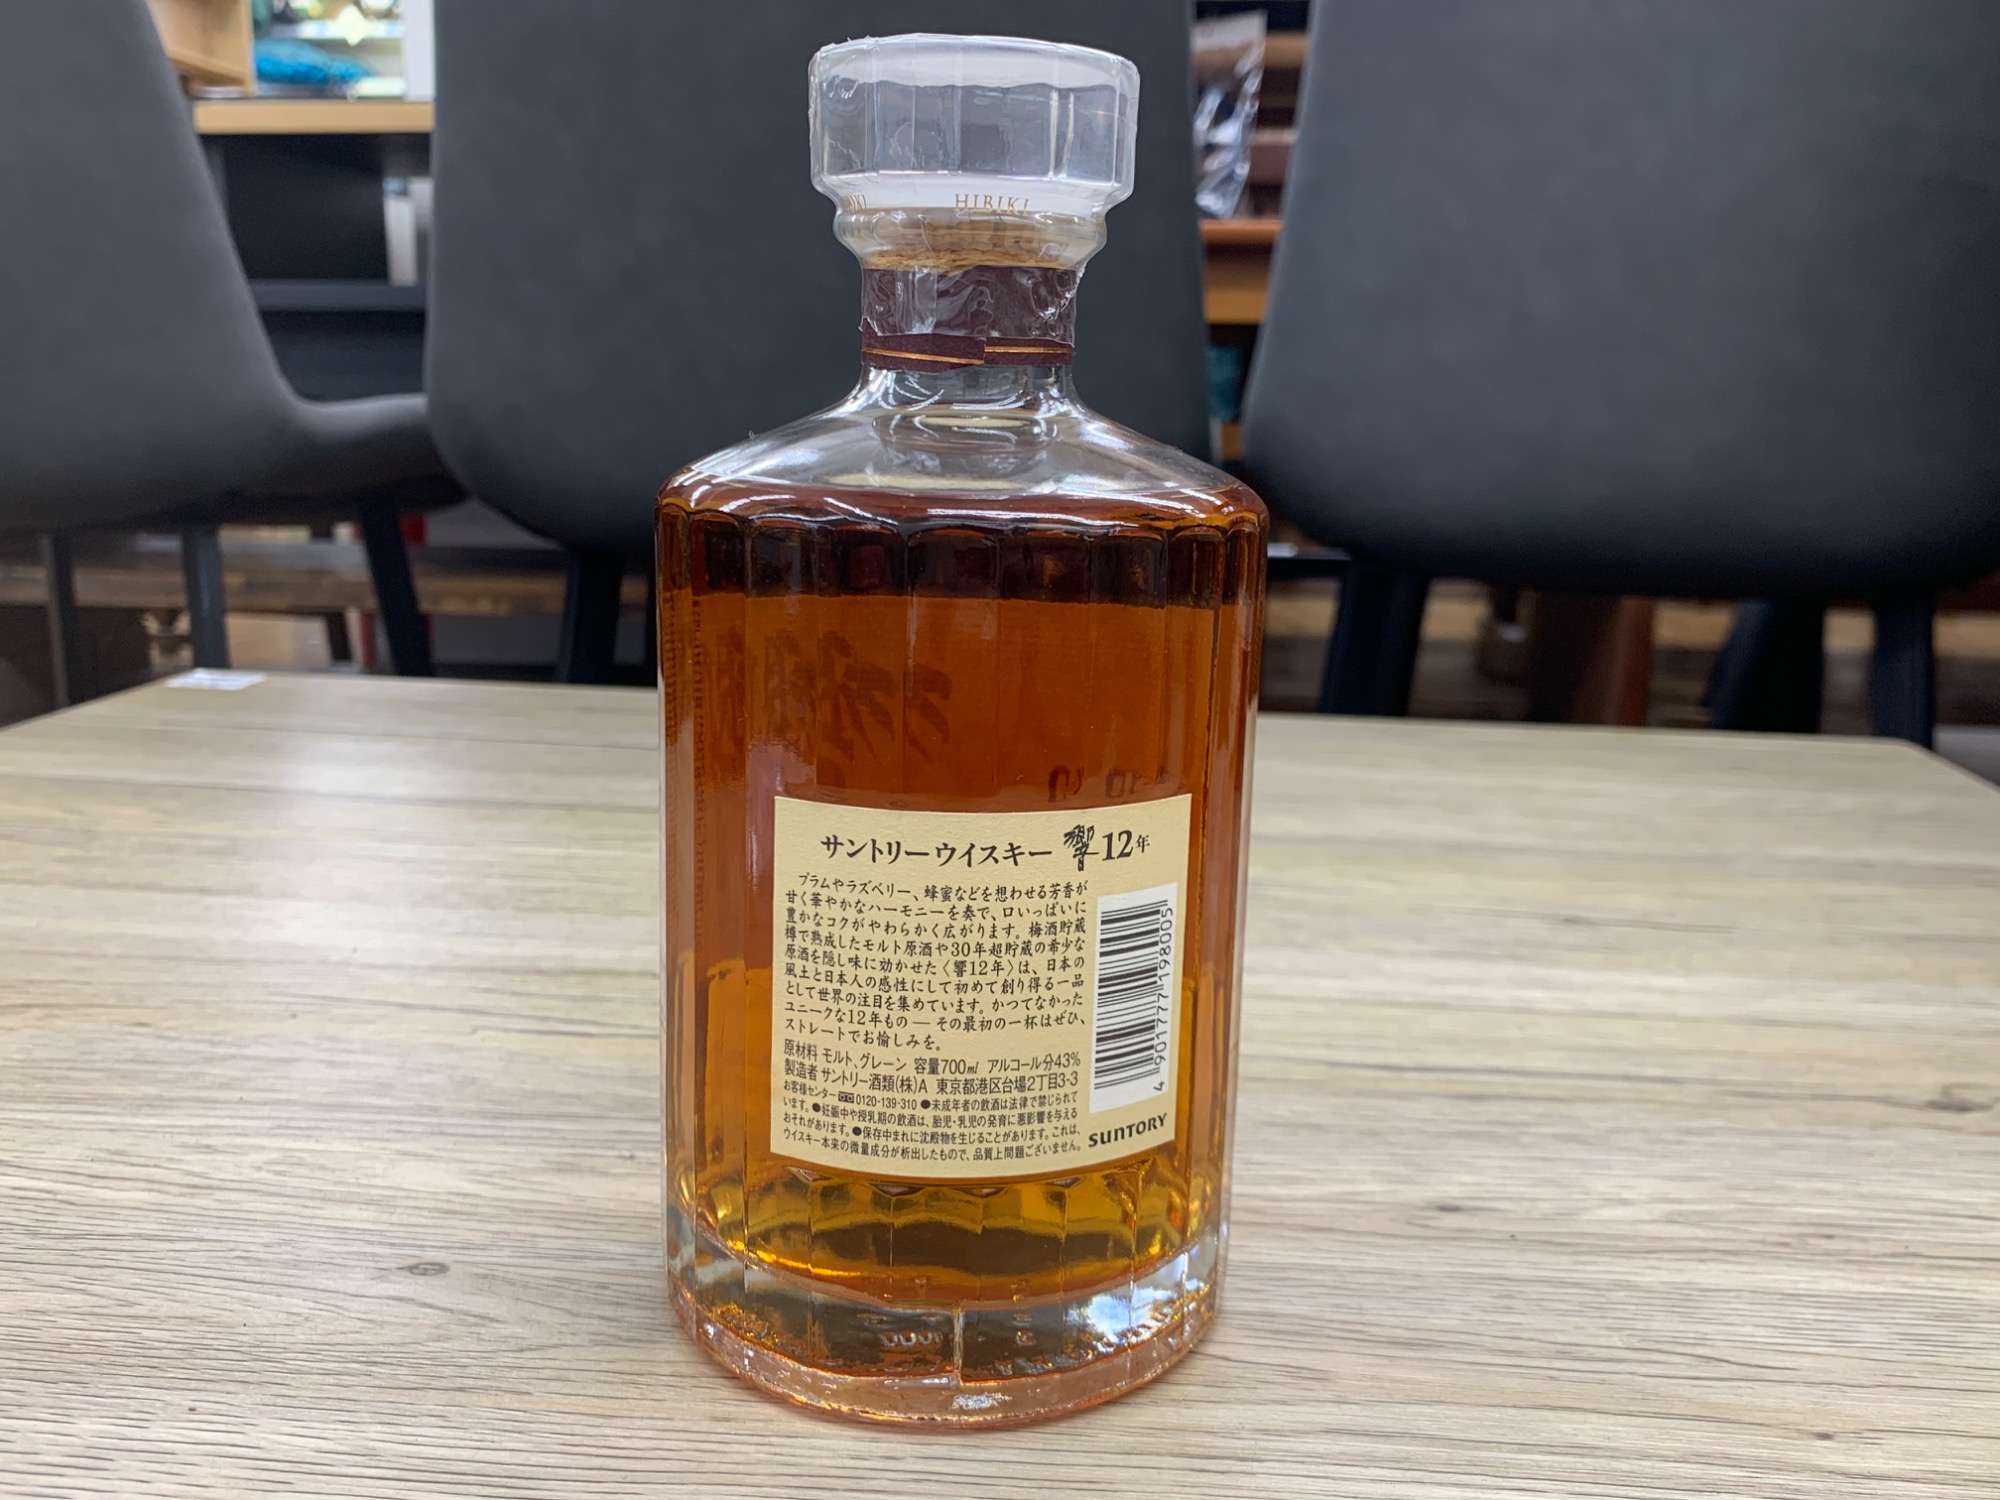 HIBIKI
サントリーウイスキー 響 12年
プラムやラズベリー、蜂蜜などを想わせる芳香が
甘く華やかなハーモニーを奏で、口いっぱいに
豊かなコクがやわらかく広がります。梅酒貯蔵
樽で熟成したモルト原酒や30年超貯蔵の希少な
原酒を隠し味に効かせた〈響12年〉は、日本の
風土と日本人の感性にして初めて創り得る一品
として世界の注目を集めています。かつてなかった
ユニークな12年もの — その最初の一杯はぜひ、
ストレートでお愉しみを。
原材料 モルト、グレーン 容量700ml アルコール分43%
製造者 サントリー酒類(株)A 東京都港区台場2丁目3-3
お客様センター 0120-139-310 ●未成年者の飲酒は法律で禁じられて
います。●妊娠中や授乳期の飲酒は、胎児・乳児の発育に悪影響を与える
おそれがあります。●保存中まれに沈殿物を生じることがあります。これは、
ウイスキー本来の微量成分が析出したもので、品質上問題ございません。
4 901777 198005
SUNTORY